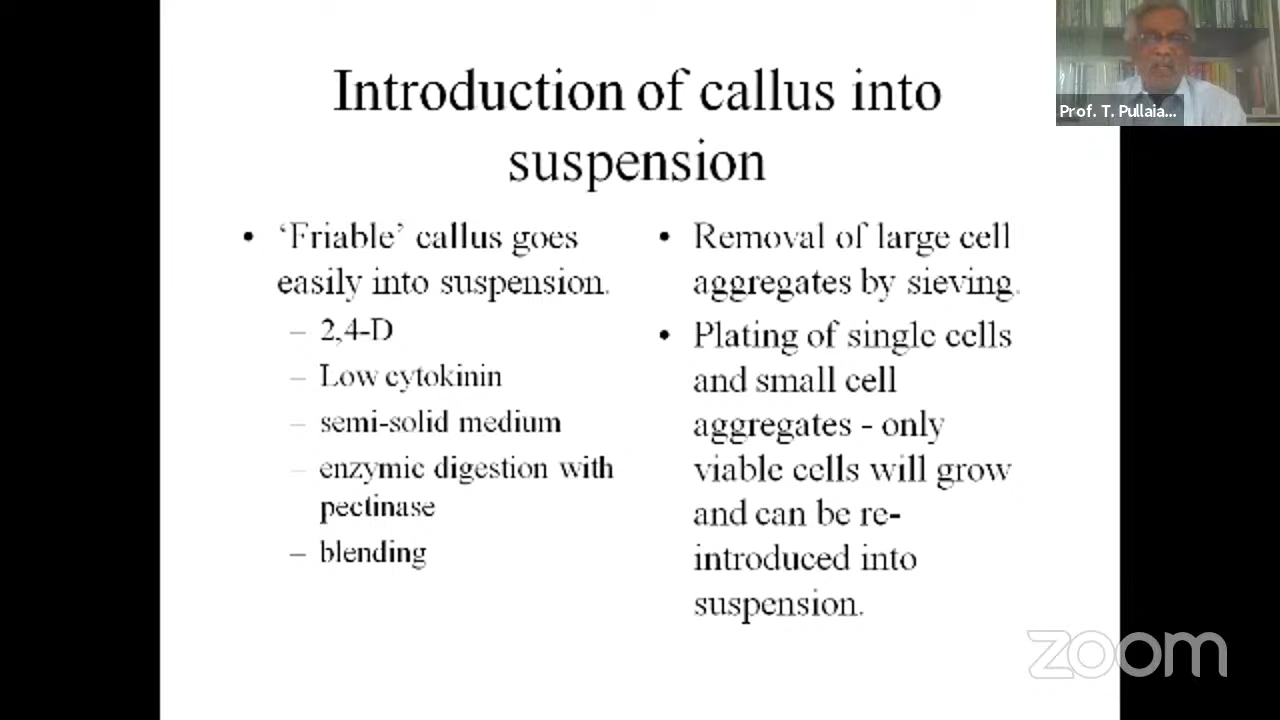 Introduction of callus into
suspension
• ‘Friable’ callus goes
easily into suspension.
– 2,4-D
– Low cytokinin
– semi-solid medium
– enzymic digestion with
pectinase
– blending
• Removal of large cell
aggregates by sieving.
• Plating of single cells
and small cell
aggregates - only
viable cells will grow
and can be re-
introduced into
suspension.
Prof. T. Pullaia...
zoom